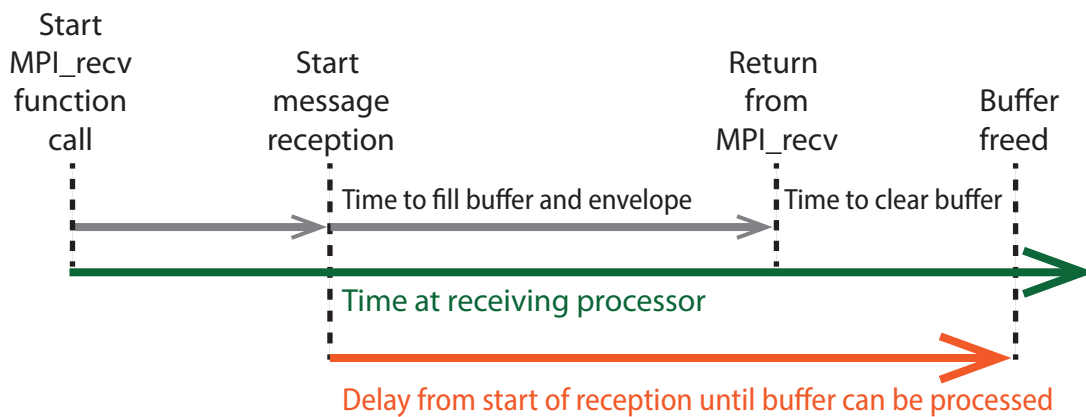 Start
MPI_recv
function
call
Start
message
reception
Return
from
MPI_recv
Buffer
freed
Time to fill buffer and envelope
Time to clear buffer
Time at receiving processor
Delay from start of reception until buffer can be processed